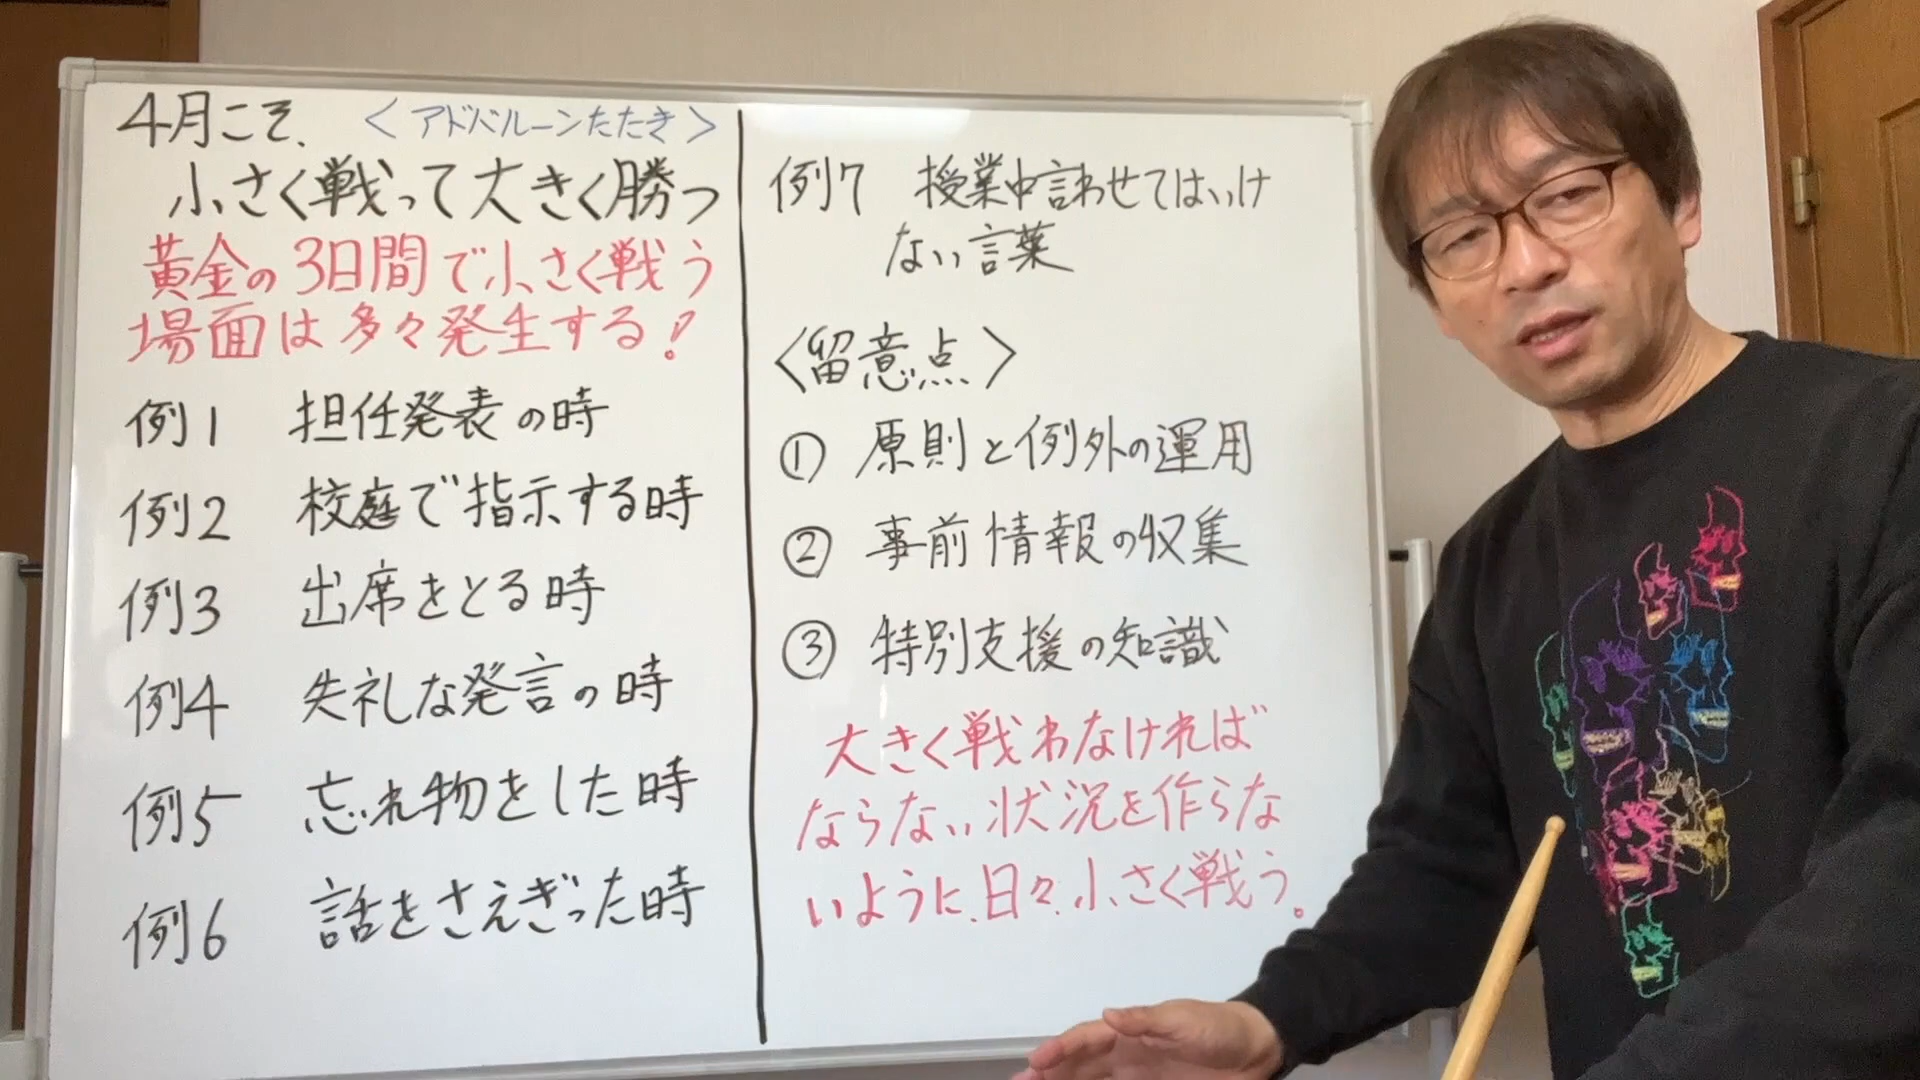 4月こそ、 <アドバルーンたたき>
小さく戦って大きく勝つ
黄金の3日間で小さく戦う
場面は多々発生する!
例1 担任発表の時
例2 校庭で指示する時
例3 出席をとる時
例4 失礼な発言の時
例5 忘れ物をした時
例6 話をさえぎった時
例7 授業中言わせてはいけ
ない言葉
<留意点>
① 原則と例外の運用
② 事前情報の収集
③ 特別支援の知識
大きく戦わなければ
ならない状況を作らな
いように、日々、小さく戦う。